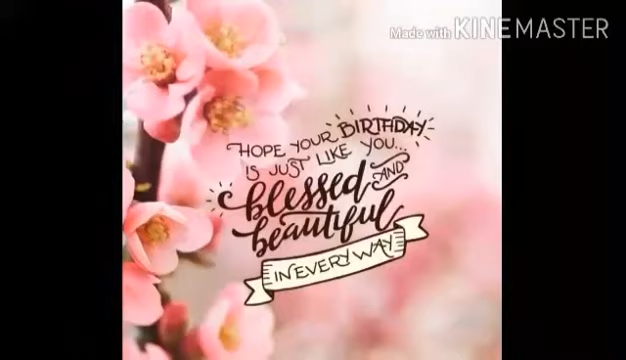 Made with KINEMASTER
HOPE YOUR BIRTHDAY
IS JUST LIKE YOU...
blessed AND
beautiful
IN EVERY WAY